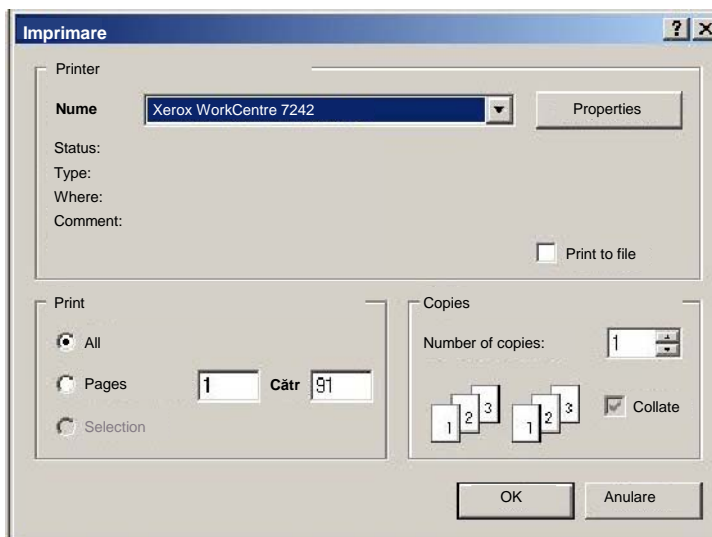 Imprimare
Printer
Nume Xerox WorkCentre 7242 Properties
Status:
Type:
Where:
Comment:
Print to file
Print
All
Pages 1 Cătr 91
Selection
Copies
Number of copies: 1
1 2 3 1 2 3 Collate
OK Anulare